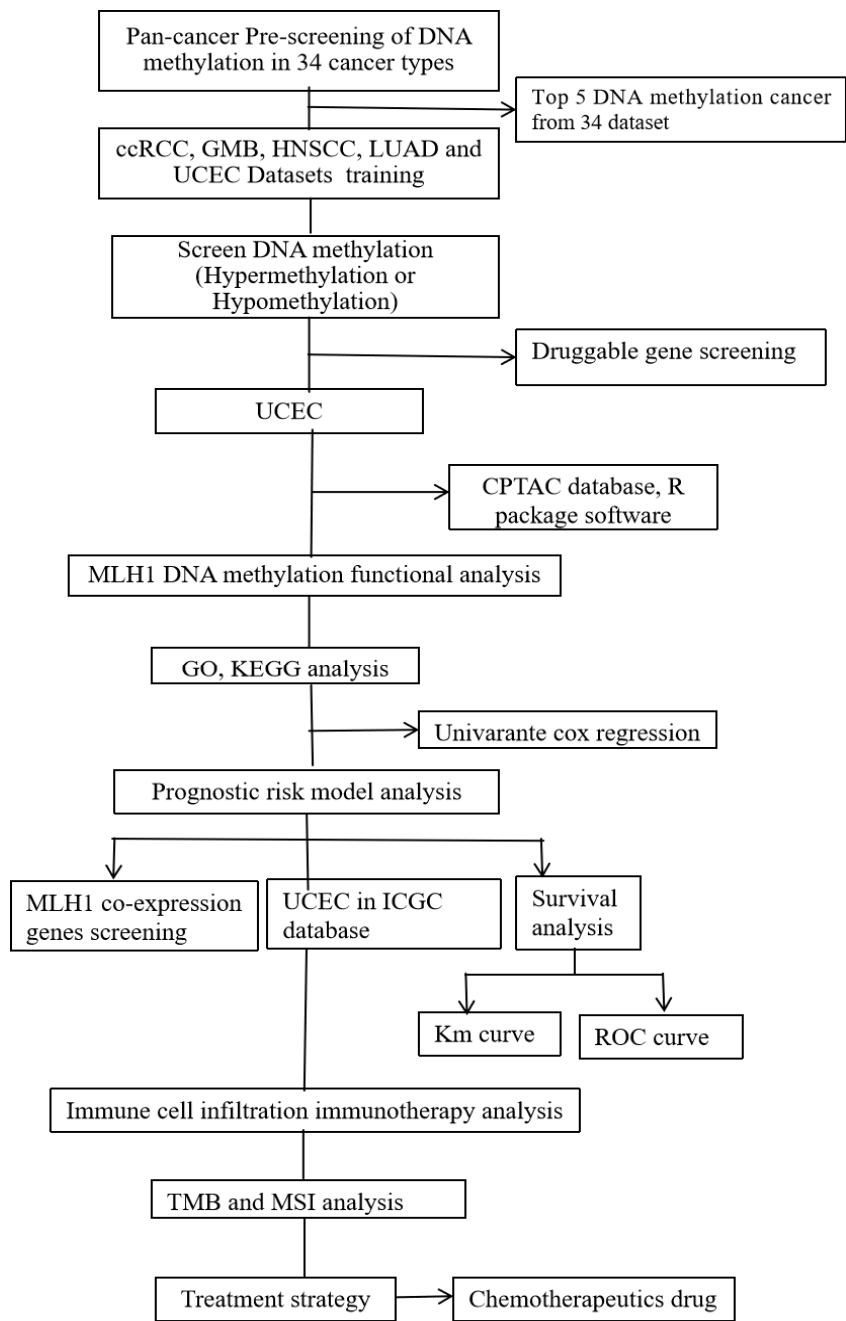 Pan-cancer Pre-screening of DNA
methylation in 34 cancer types
Top 5 DNA methylation cancer
from 34 dataset
ccRCC, GMB, HNSCC, LUAD and
UCEC Datasets training
Screen DNA methylation
(Hypermethylation or
Hypomethylation)
Druggable gene screening
UCEC
CPTAC database, R
package software
MLH1 DNA methylation functional analysis
GO, KEGG analysis
Univarante cox regression
Prognostic risk model analysis
MLH1 co-expression
genes screening
UCEC in ICGC
database
Survival
analysis
Km curve
ROC curve
Immune cell infiltration immunotherapy analysis
TMB and MSI analysis
Treatment strategy
Chemotherapeutics drug